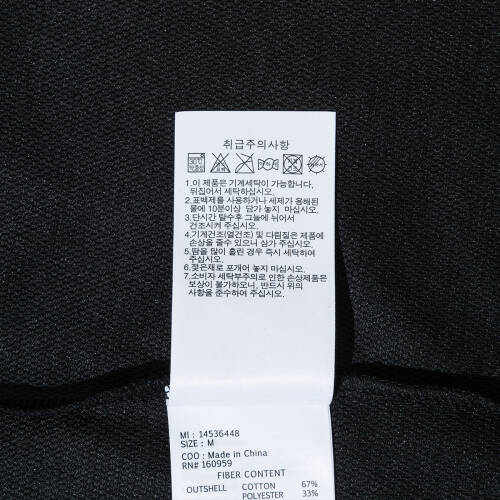 취급주의사항
1.이 제품은 기계세탁이 가능합니다,
뒤집어서 세탁하십시오.
2.표백제를 사용하거나 세제가 용해된
물에 10분이상 담가 놓지 마십시오.
3.단시간 탈수후 그늘에 뉘어서
건조시켜 주십시오.
4.기계건조(열건조) 및 다림질은 제품에
손상을 줄수 있으니 삼가 주십시오.
5.땀을 많이 흘린 경우 즉시 세탁하여
주십시오.
6.젖은채로 포개어 놓지 마십시오.
7.소비자 세탁부주의로 인한 손상제품은
보상이 불가하오니, 반드시 위의
사항을 준수하여 주십시오.
MI : 14536448
SIZE : M
COO : Made in China
RN# 160959
FIBER CONTENT
OUTSHELL COTTON 67%
POLYESTER 33%